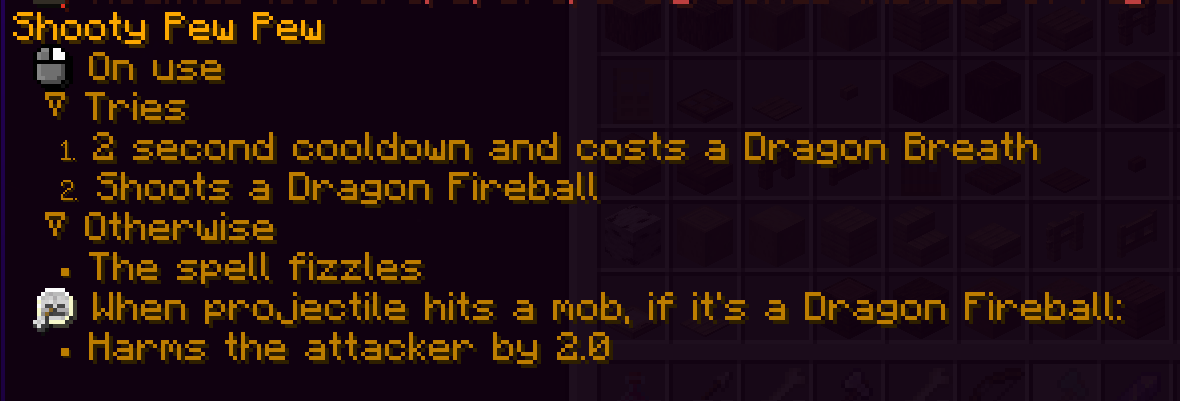 Shooty Pew Pew
On use
▽ Tries
1. 2 second cooldown and costs a Dragon Breath
2. Shoots a Dragon Fireball
▽ Otherwise
▪ The spell fizzles
When projectile hits a mob, if it's a Dragon Fireball:
▪ Harms the attacker by 2.0